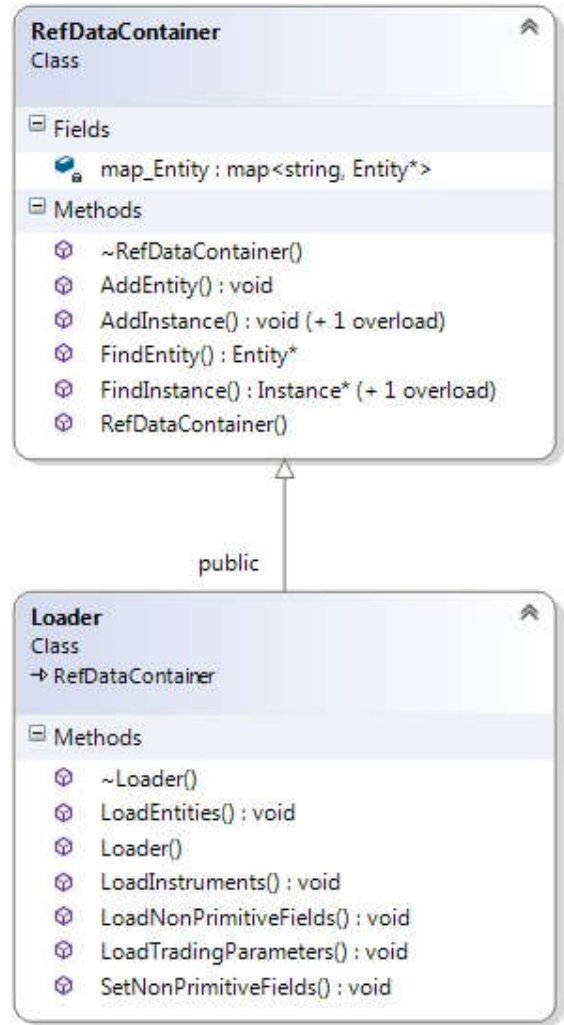 RefDataContainer
Class
Fields
map_Entity : map<string, Entity*>
Methods
~RefDataContainer()
AddEntity() : void
AddInstance() : void (+ 1 overload)
FindEntity() : Entity*
FindInstance() : Instance* (+ 1 overload)
RefDataContainer()
public
Loader
Class
RefDataContainer
Methods
~Loader()
LoadEntities() : void
Loader()
LoadInstruments() : void
LoadNonPrimitiveFields() : void
LoadTradingParameters() : void
SetNonPrimitiveFields() : void